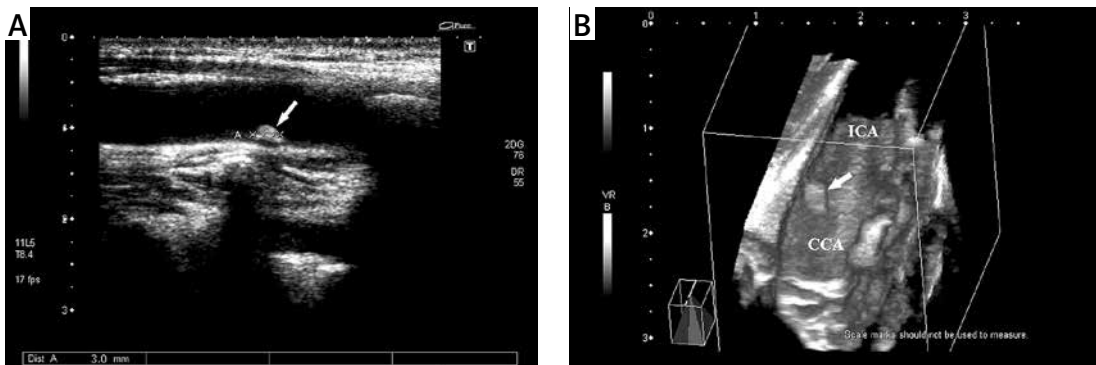 A
T
0
1
2
3
A
2DG
76
DR
55
11L5
T8.4
17 fps
Dist A 3.0 mm
B
0 1 2 3
0
1
2
3
ICA
CCA
VR
B
Scale marks should not be used to measure.